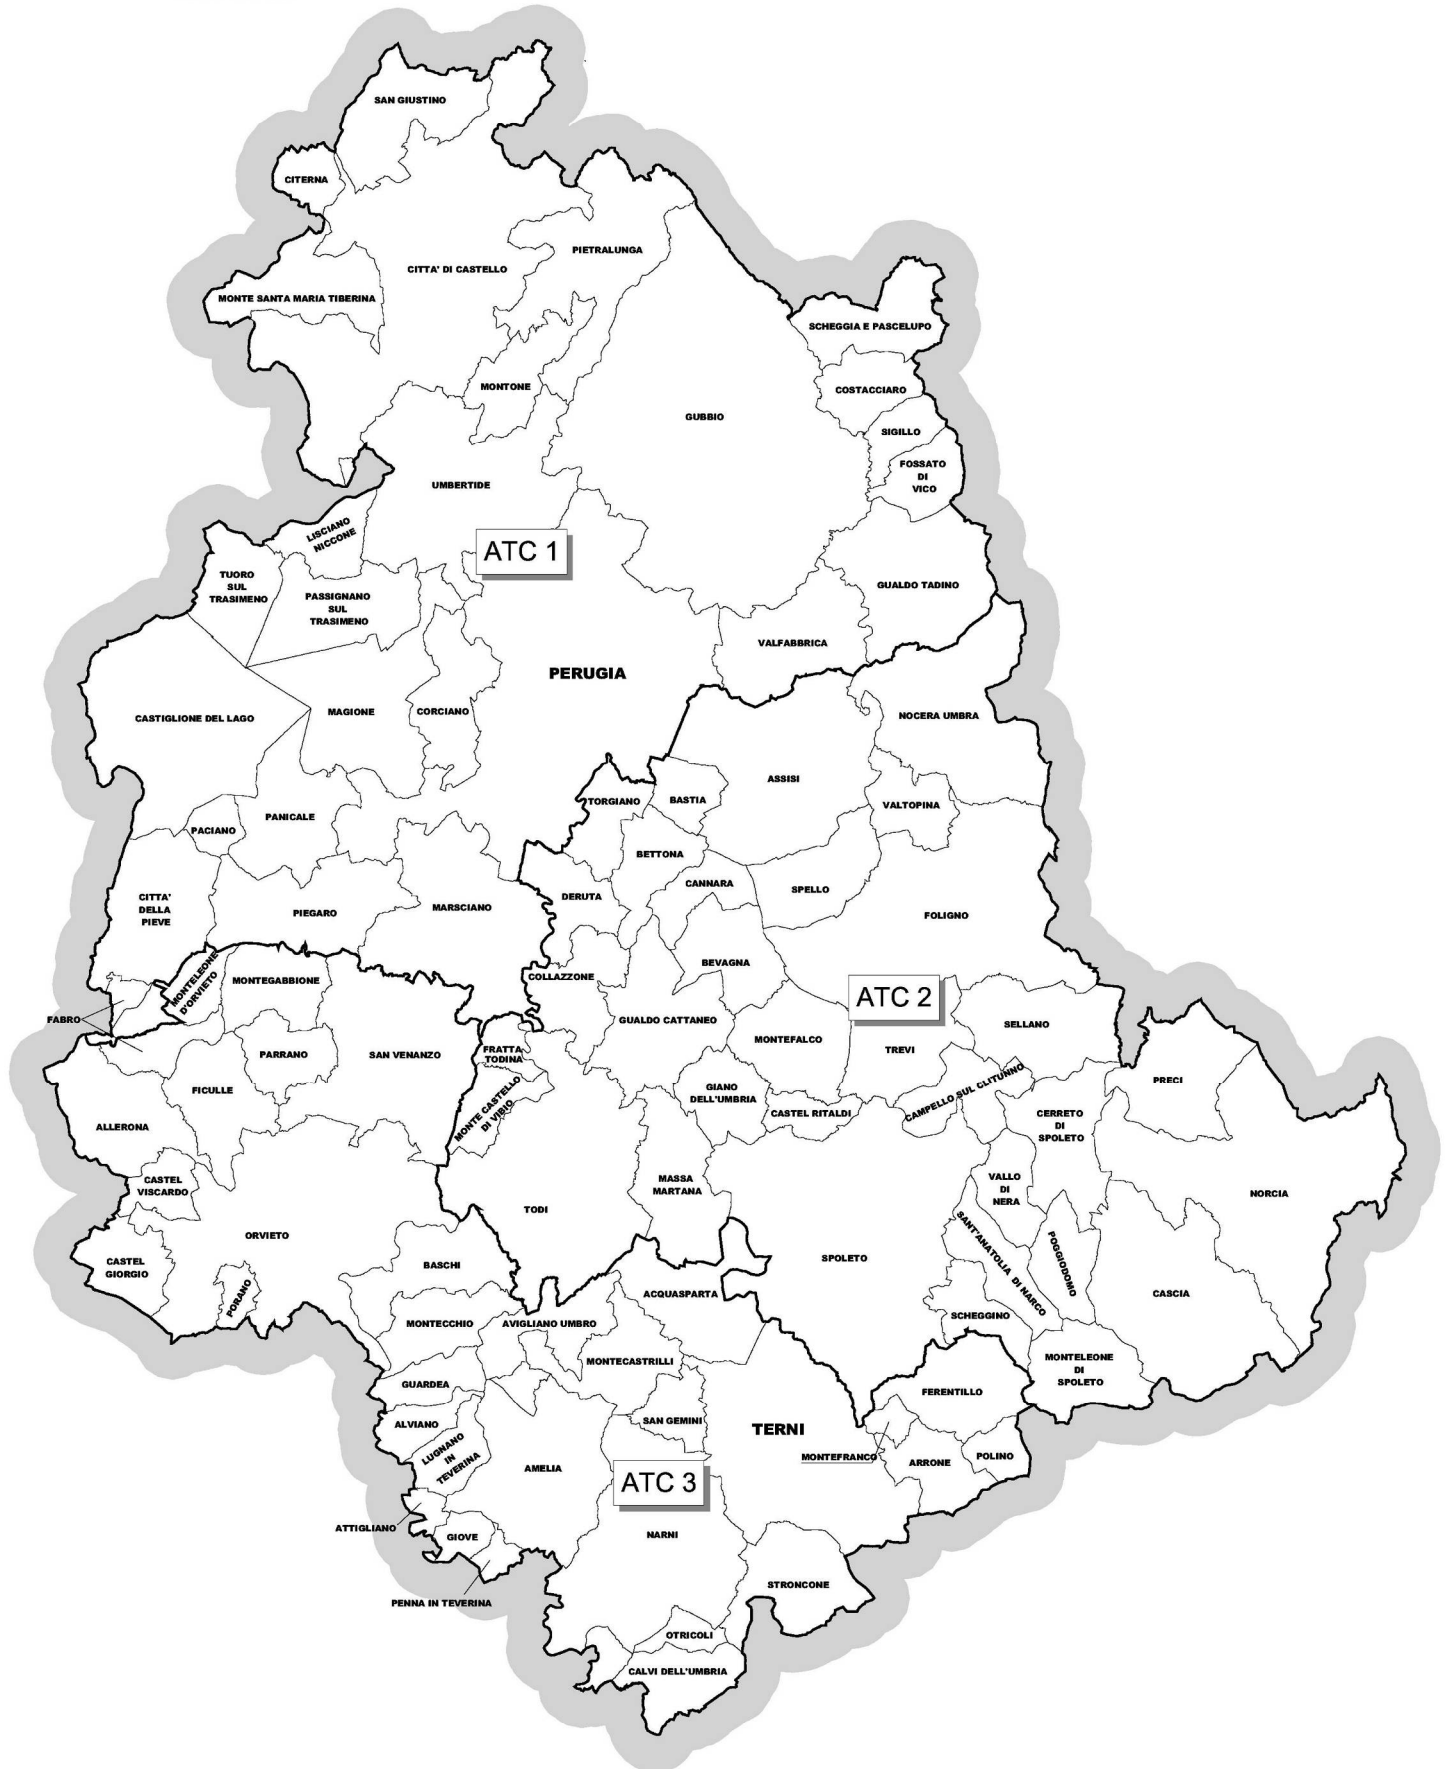 SAN GIUSTINO
CITERNA
PIETRALUNGA
CITTA' DI CASTELLO
MONTE SANTA MARIA TIBERINA
SCHEGGIA E PASCELUPO
MONTONE
COSTACCIARO
GUBBIO
SIGILLO
FOSSATO
DI
VICO
UMBERTIDE
LISCIANO
NICCONE
ATC 1
TUORO
SUL
TRASIMENO
PASSIGNANO
SUL
TRASIMENO
GUALDO TADINO
VALFABBRICA
PERUGIA
MAGIONE
CORCIANO
CASTIGLIONE DEL LAGO
NOCERA UMBRA
ASSISI
TORGIANO
BASTIA
VALTOPINA
PANICALE
PACIANO
BETTONA
CANNARA
SPELLO
DERUTA
CITTA'
DELLA
PIEVE
PIEGARO
MARSCIANO
FOLIGNO
BEVAGNA
COLLAZZONE
MONTELEONE
D'ORVIETO
MONTEGABBIONE
ATC 2
FABRO
GUALDO CATTANEO
MONTEFALCO
SELLANO
TREVI
FRATTA
TODINA
PARRANO
SAN VENANZO
FICULLE
GIANO
DELL'UMBRIA
CAMPELLO SUL CLITUNNO
PRECI
MONTE CASTELLO
DI VIBIO
CASTEL RITALDI
CERRETO
DI
SPOLETO
ALLERONA
CASTEL
VISCARDO
MASSA
MARTANA
VALLO
DI
NERA
NORCIA
TODI
SANT'ANATOLIA DI NARCO
POGGIODOMO
ORVIETO
CASTEL
GIORGIO
BASCHI
SPOLETO
PORANO
ACQUASPARTA
CASCIA
SCHEGGINO
MONTECCHIO
AVIGLIANO UMBRO
MONTECASTRILLI
MONTELEONE
DI
SPOLETO
GUARDEA
FERENTILLO
ALVIANO
SAN GEMINI
TERNI
LUGNANO
IN
TEVERINA
MONTEFRANCO
ARRONE
POLINO
AMELIA
ATC 3
ATTIGLIANO
GIOVE
NARNI
PENNA IN TEVERINA
STRONCONE
OTRICOLI
CALVI DELL'UMBRIA